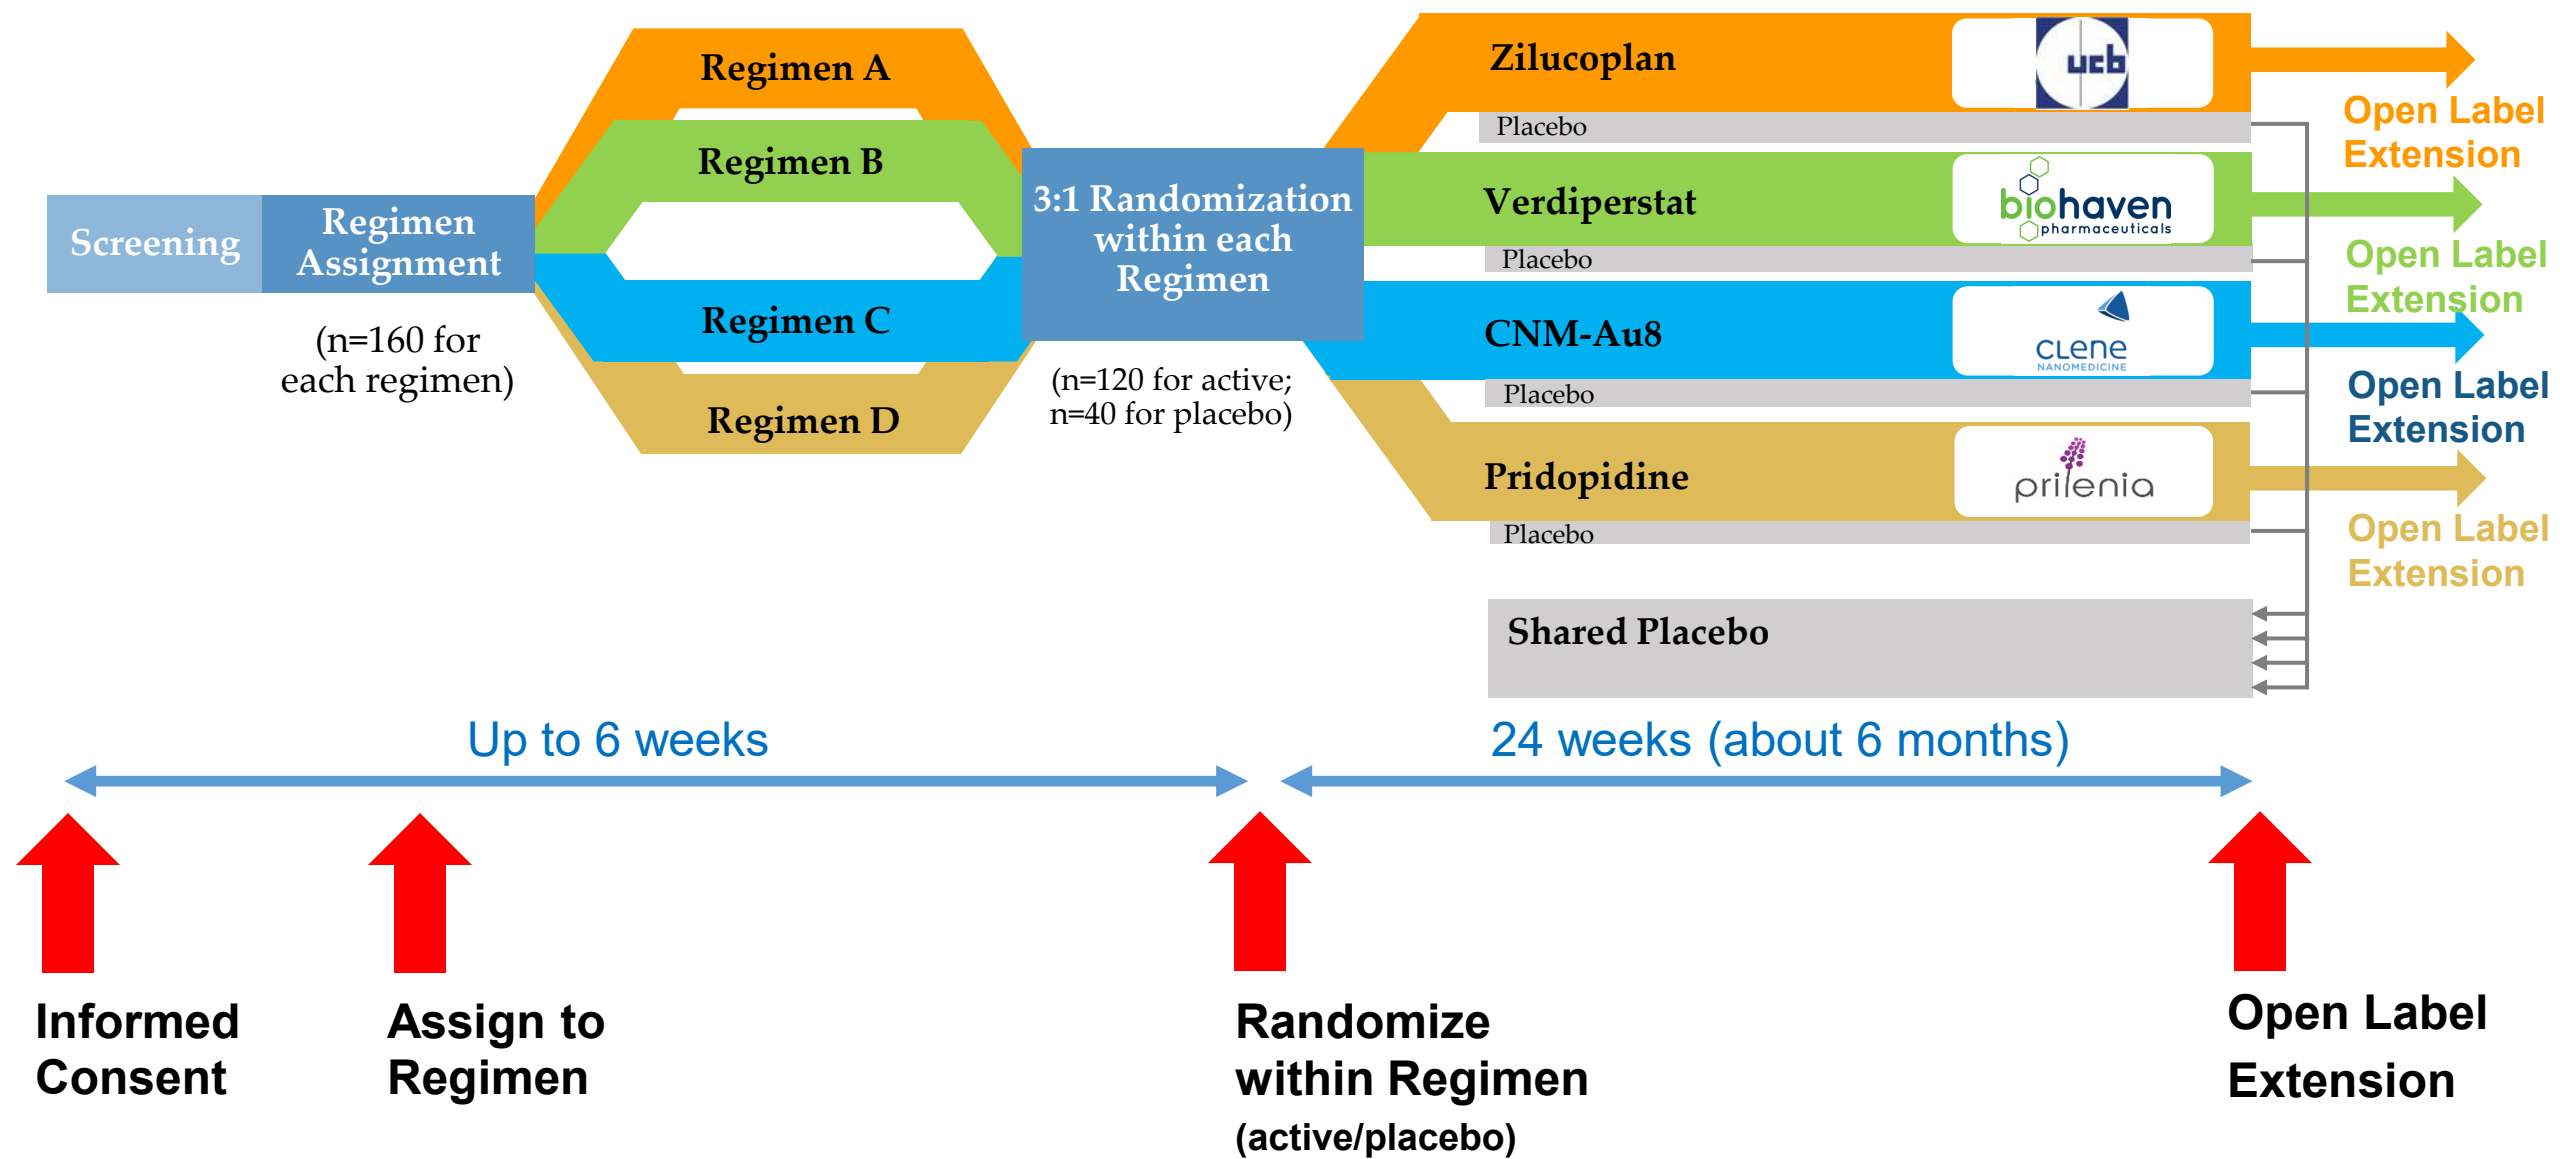 Screening
Regimen
Assignment
(n=160 for
each regimen)
Regimen A
Regimen B
Regimen C
Regimen D
3:1 Randomization
within each
Regimen
(n=120 for active;
n=40 for placebo)
Zilucoplan
ucb
Placebo
Open Label
Extension
Verdiperstat
biohaven
pharmaceuticals
Placebo
Open Label
Extension
CNM-Au8
CLENE
NANOMEDICINE
Placebo
Open Label
Extension
Pridopidine
prilenia
Placebo
Open Label
Extension
Shared Placebo
Up to 6 weeks
24 weeks (about 6 months)
Informed
Consent
Assign to
Regimen
Randomize
within Regimen
(active/placebo)
Open Label
Extension